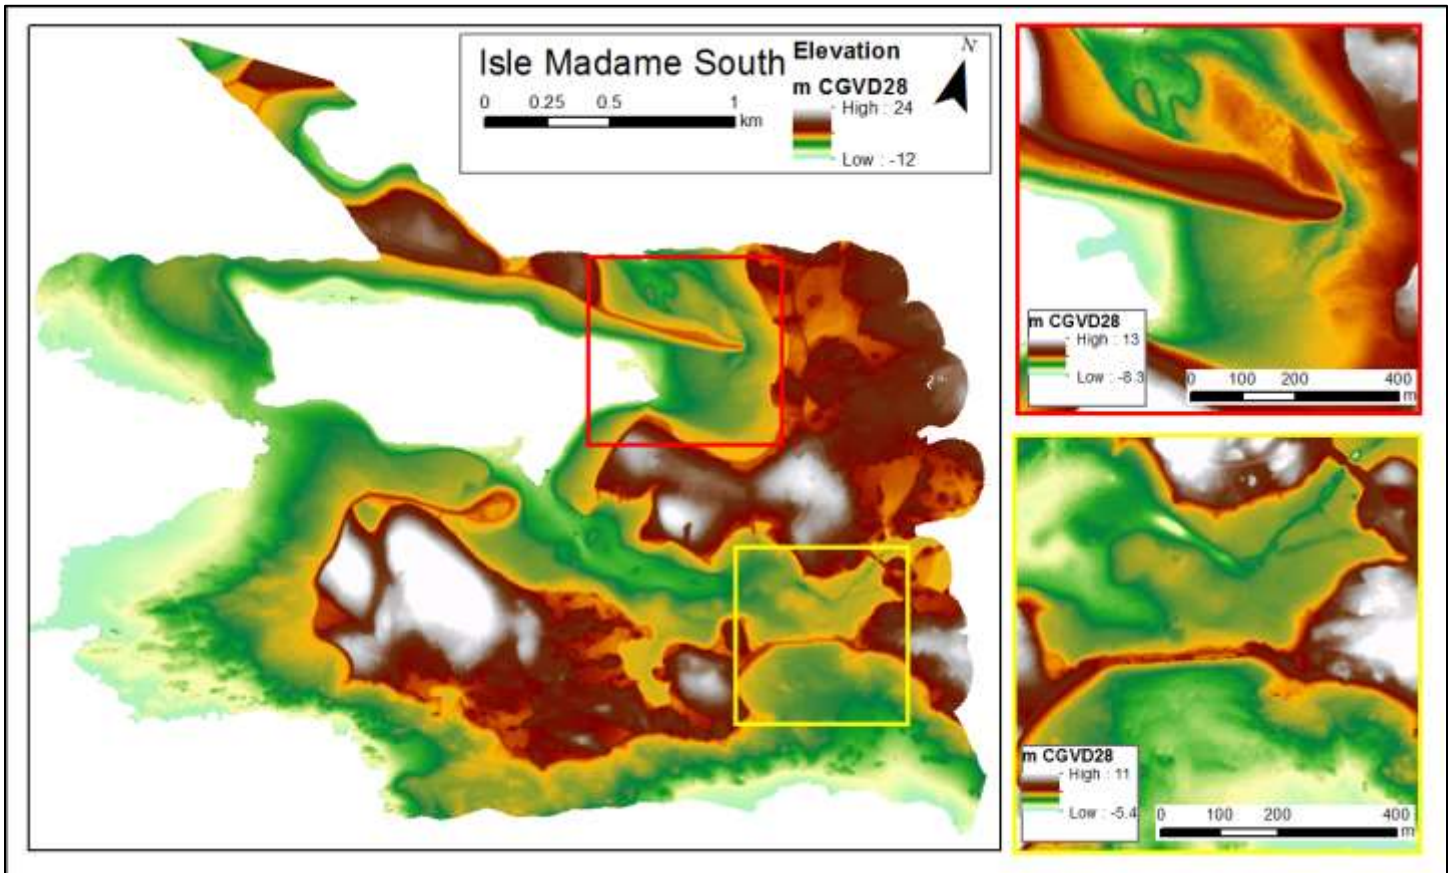 Isle Madame South
0 0.25 0.5 1
km
Elevation
m CGVD28
High : 24
Low : -12
N
m CGVD28
High : 13
Low : -8.3
0 100 200 400
m
m CGVD28
High : 11
Low : -5.4
0 100 200 400
m